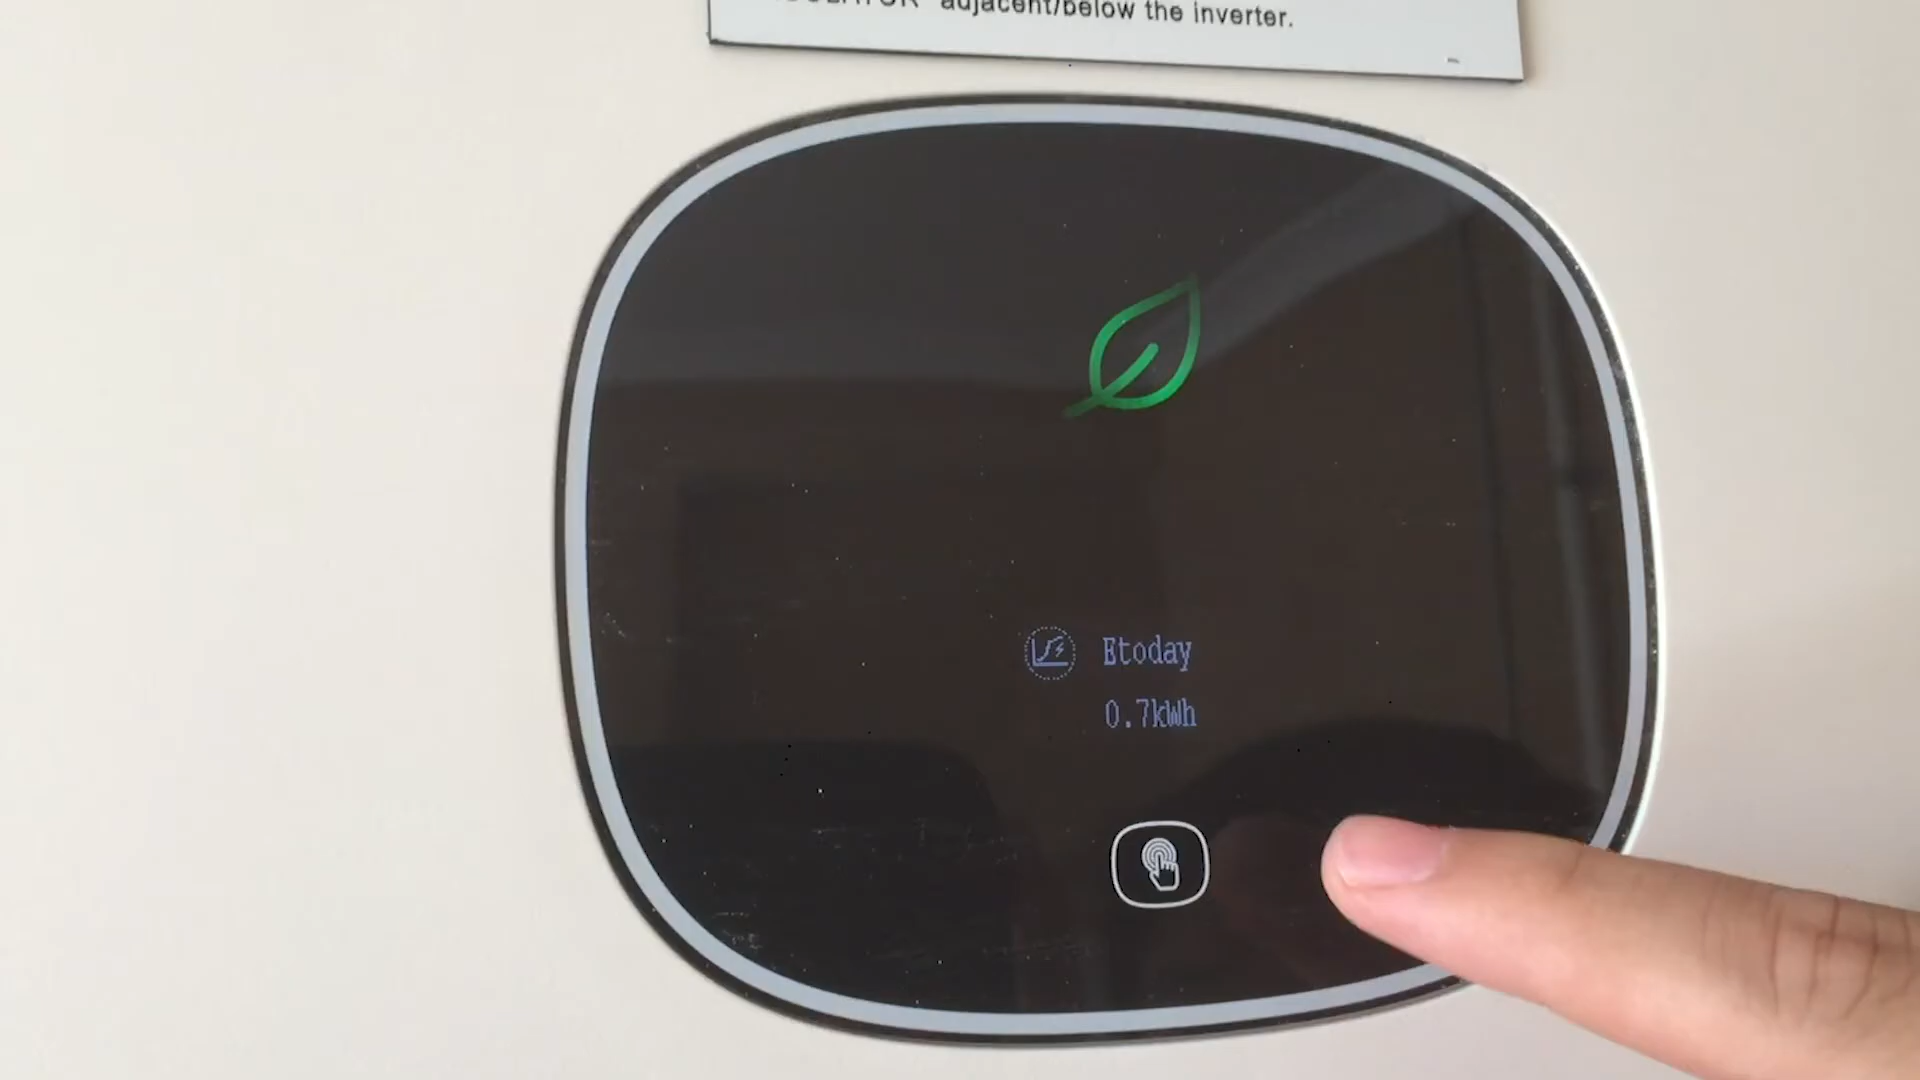 adjacent/below the inverter.
Etoday
0.7kWh